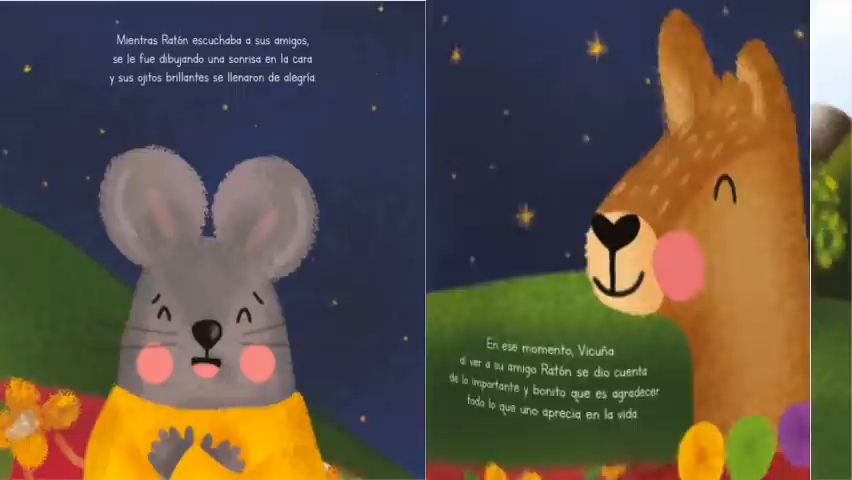 Mientras Ratón escuchaba a sus amigos,
se le fue dibujando una sonrisa en la cara
y sus ojitos brillantes se llenaron de alegría.
En ese momento, Vicuña
al ver a su amigo Ratón se dio cuenta
de lo importante y bonito que es agradecer
todo lo que uno aprecia en la vida.